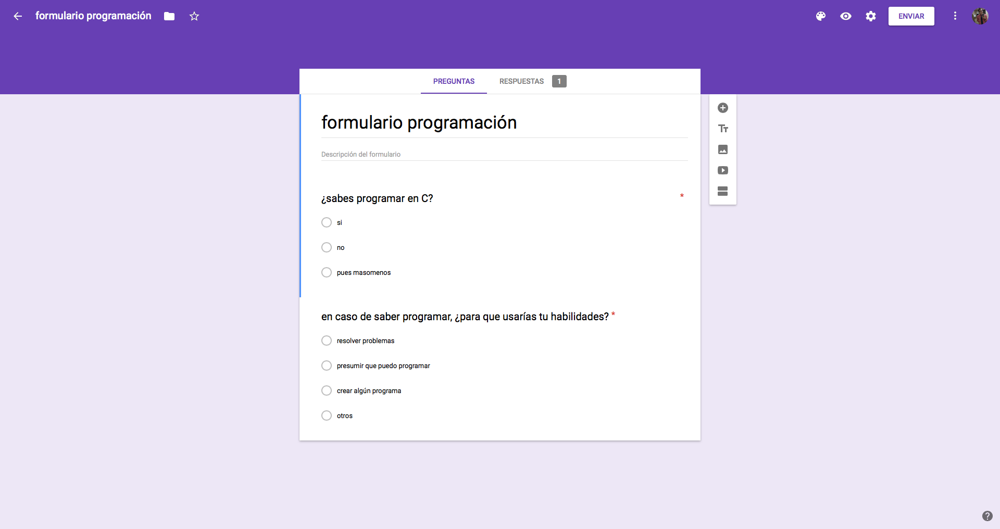 formulario programación
ENVIAR
PREGUNTAS
RESPUESTAS 1
formulario programación
Descripción del formulario
¿sabes programar en C? *
si
no
pues masomenos
en caso de saber programar, ¿para que usarías tu habilidades? *
resolver problemas
presumir que puedo programar
crear algún programa
otros